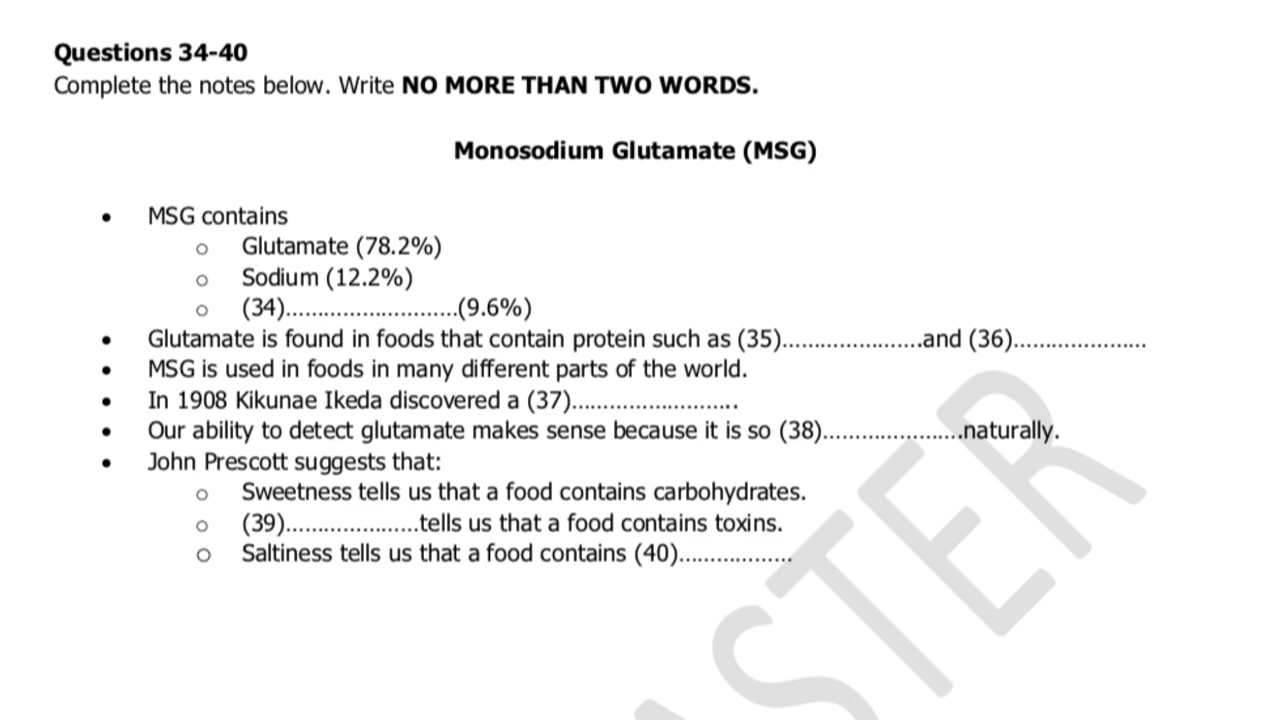 Questions 34-40
Complete the notes below. Write NO MORE THAN TWO WORDS.
Monosodium Glutamate (MSG)
• MSG contains
o Glutamate (78.2%)
o Sodium (12.2%)
o (34)...........................(9.6%)
• Glutamate is found in foods that contain protein such as (35)......................and (36).....................
• MSG is used in foods in many different parts of the world.
• In 1908 Kikunae Ikeda discovered a (37)..........................
• Our ability to detect glutamate makes sense because it is so (38)......................naturally.
• John Prescott suggests that:
o Sweetness tells us that a food contains carbohydrates.
o (39).....................tells us that a food contains toxins.
o Saltiness tells us that a food contains (40)..................
STER